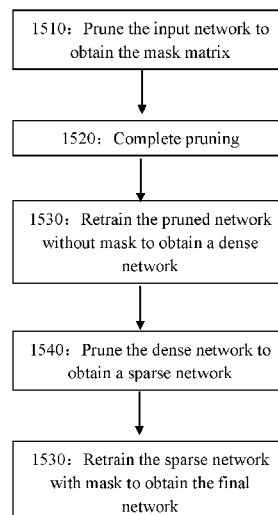 1510：Prune the input network to
obtain the mask matrix
1520：Complete pruning
1530：Retrain the pruned network
without mask to obtain a dense
network
1540：Prune the dense network to
obtain a sparse network
1530：Retrain the sparse network
with mask to obtain the final
network